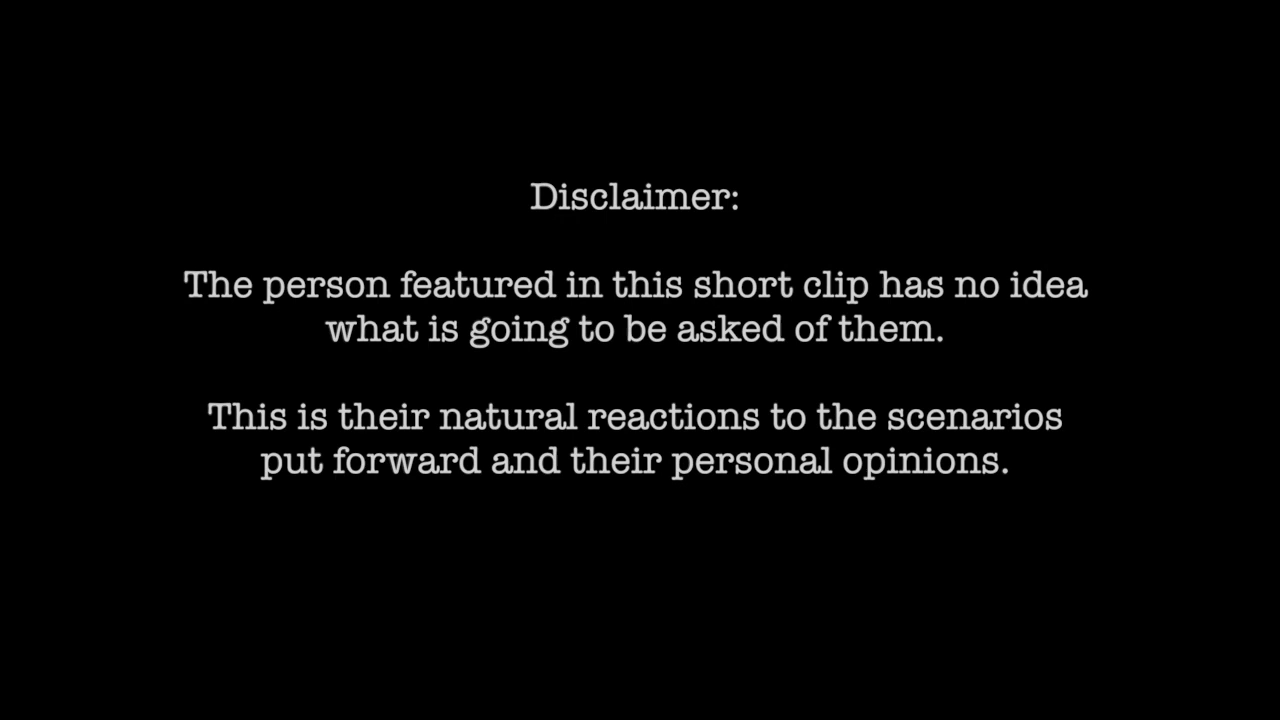 Disclaimer:
The person featured in this short clip has no idea
what is going to be asked of them.
This is their natural reactions to the scenarios
put forward and their personal opinions.